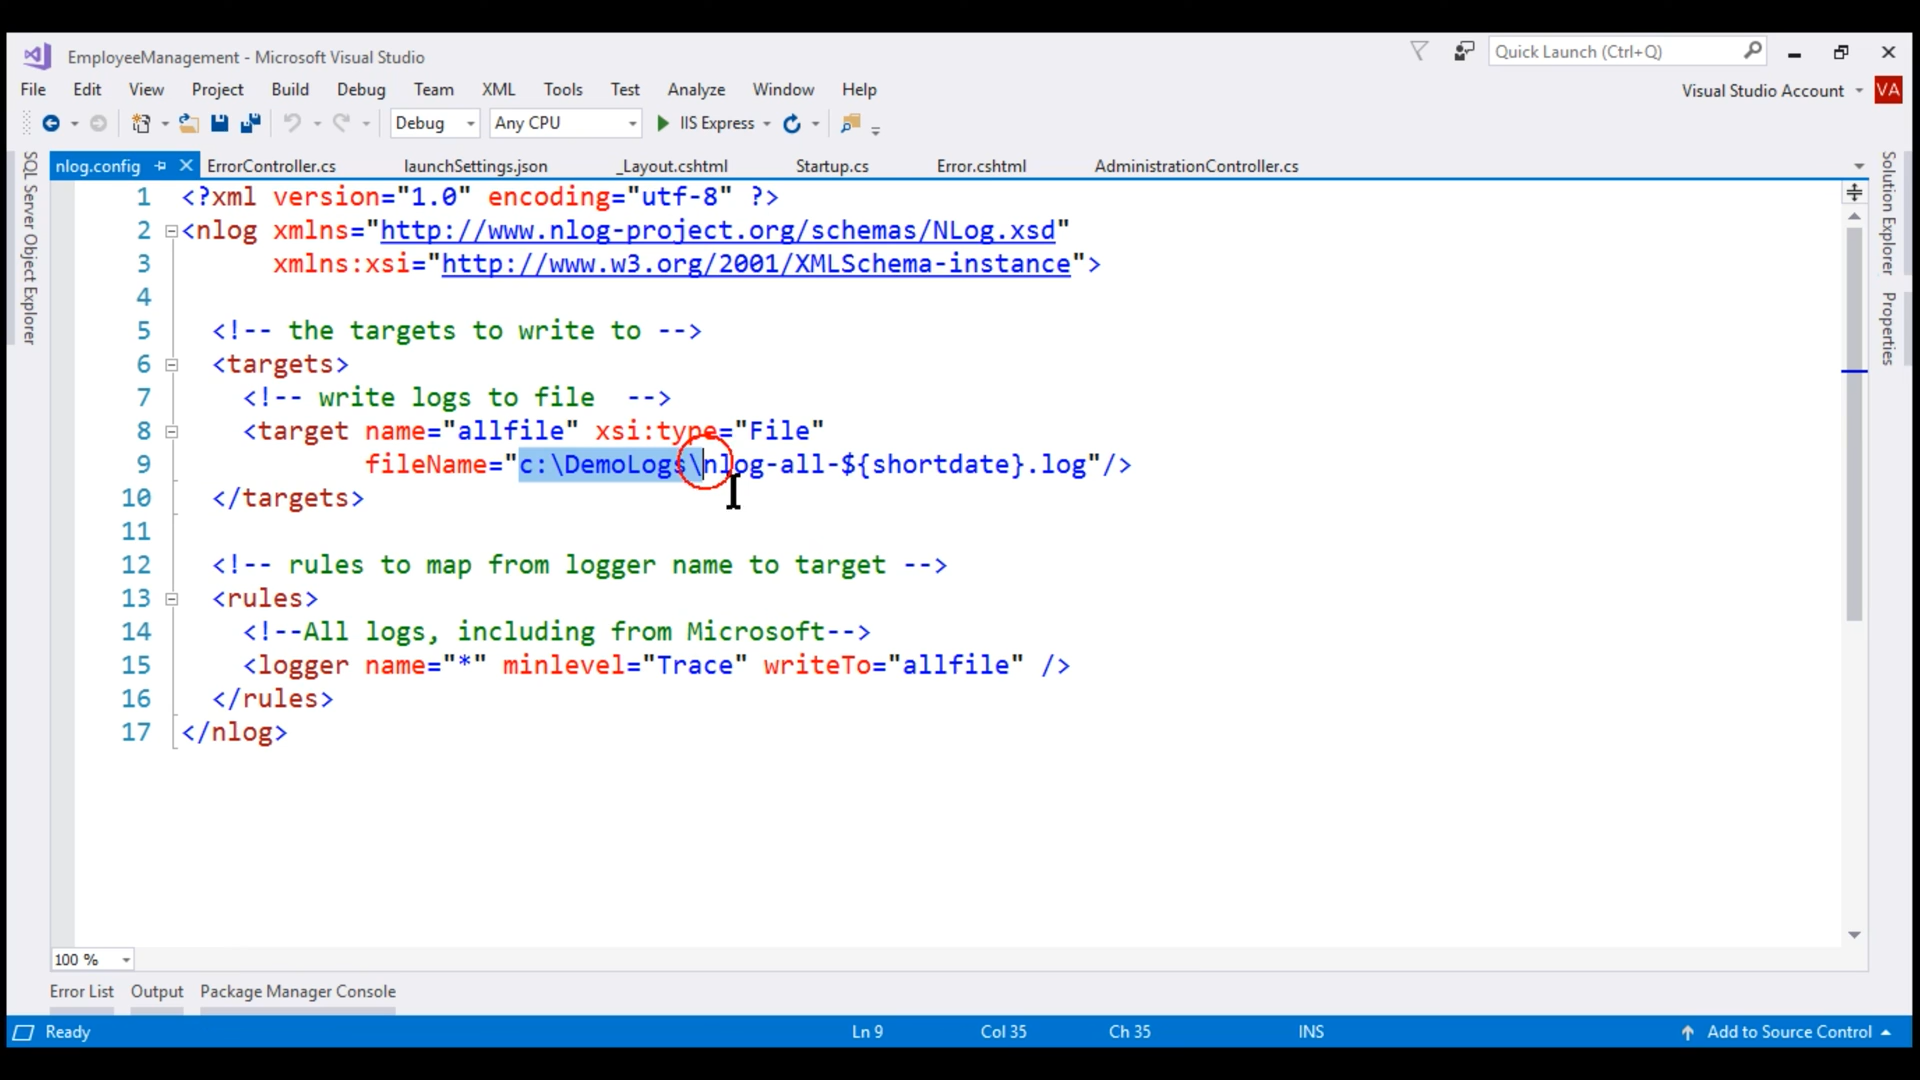 EmployeeManagement - Microsoft Visual Studio
Quick Launch (Ctrl+Q)
File Edit View Project Build Debug Team XML Tools Test Analyze Window Help
Visual Studio Account VA
Debug Any CPU IIS Express
nlog.config ErrorController.cs launchSettings.json _Layout.cshtml Startup.cs Error.cshtml AdministrationController.cs
SQL Server Object Explorer
Solution Explorer
Properties
1 <?xml version="1.0" encoding="utf-8" ?>
2 <nlog xmlns="http://www.nlog-project.org/schemas/NLog.xsd"
3 xmlns:xsi="http://www.w3.org/2001/XMLSchema-instance">
4
5 <!-- the targets to write to -->
6 <targets>
7 <!-- write logs to file  -->
8 <target name="allfile" xsi:type="File"
9 fileName="c:\DemoLogs\nlog-all-${shortdate}.log"/>
10 </targets>
11
12 <!-- rules to map from logger name to target -->
13 <rules>
14 <!--All logs, including from Microsoft-->
15 <logger name="*" minlevel="Trace" writeTo="allfile" />
16 </rules>
17 </nlog>
100 %
Error List Output Package Manager Console
Ready Ln 9 Col 35 Ch 35 INS Add to Source Control